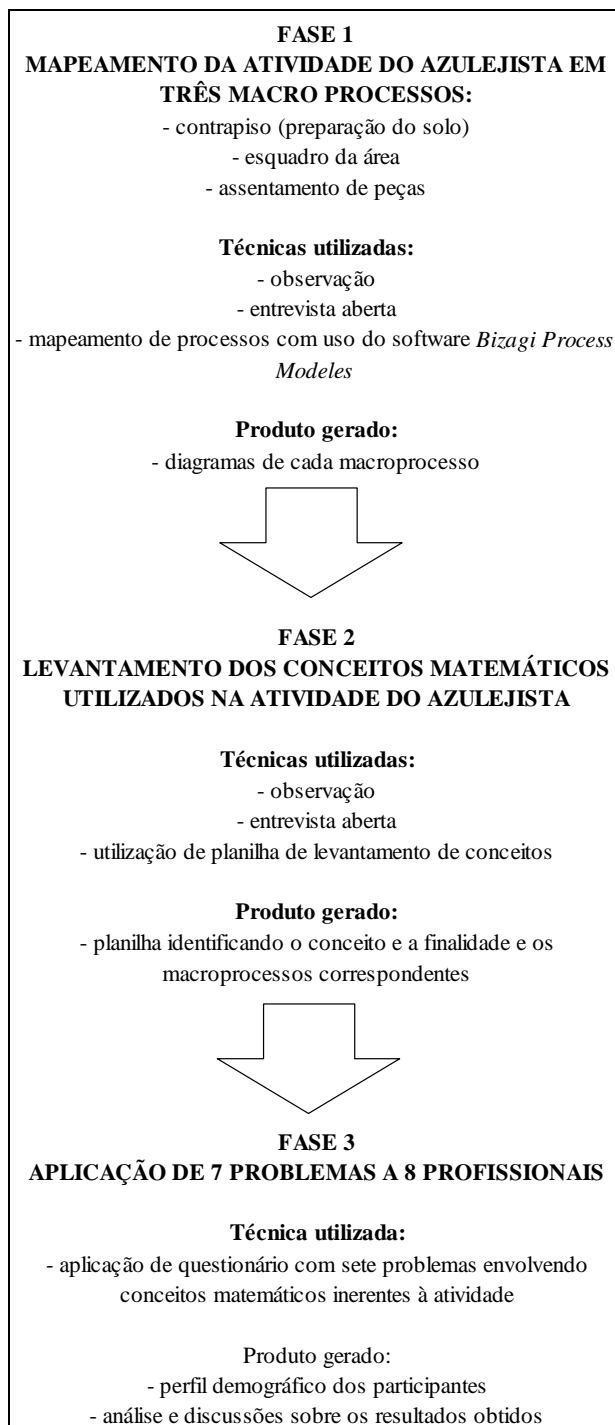 FASE 1
MAPEAMENTO DA ATIVIDADE DO AZULEJISTA EM
TRÊS MACRO PROCESSOS:
- contrapiso (preparação do solo)
- esquadro da área
- assentamento de peças
Técnicas utilizadas:
- observação
- entrevista aberta
- mapeamento de processos com uso do software Bizagi Process
Modeles
Produto gerado:
- diagramas de cada macroprocesso
FASE 2
LEVANTAMENTO DOS CONCEITOS MATEMÁTICOS
UTILIZADOS NA ATIVIDADE DO AZULEJISTA
Técnicas utilizadas:
- observação
- entrevista aberta
- utilização de planilha de levantamento de conceitos
Produto gerado:
- planilha identificando o conceito e a finalidade e os
macroprocessos correspondentes
FASE 3
APLICAÇÃO DE 7 PROBLEMAS A 8 PROFISSIONAIS
Técnica utilizada:
- aplicação de questionário com sete problemas envolvendo
conceitos matemáticos inerentes à atividade
Produto gerado:
- perfil demográfico dos participantes
- análise e discussões sobre os resultados obtidos